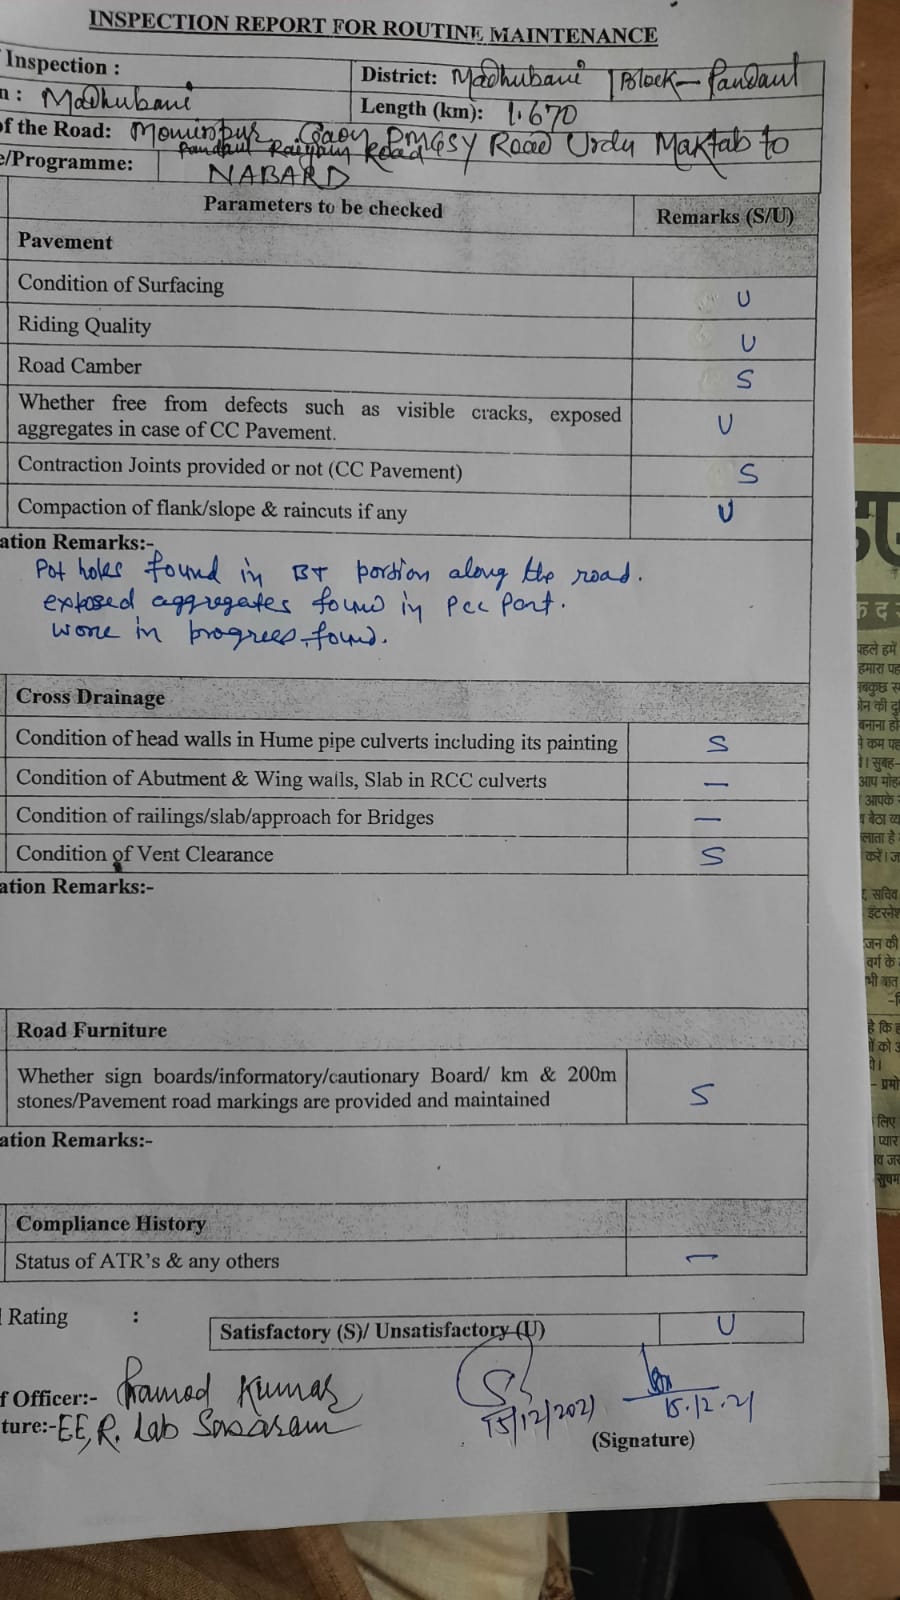 INSPECTION REPORT FOR ROUTINE MAINTENANCE
Inspection :
District: Madhubani | Block- Pandaul
n : Madhubani
Length (km): 1.670
of the Road: Gaon PMGSY Road Urdu Maktab to
Pandaul Raiyam Road
e/Programme: NABARD
Parameters to be checked Remarks (S/U)
Pavement
Condition of Surfacing U
Riding Quality U
Road Camber S
Whether free from defects such as visible cracks, exposed
aggregates in case of CC Pavement. U
Contraction Joints provided or not (CC Pavement) S
Compaction of flank/slope & raincuts if any U
ation Remarks:-
Pot holes found in BT portion along the road.
exposed aggregates found in pcc part.
work in progress found.
Cross Drainage
Condition of head walls in Hume pipe culverts including its painting S
Condition of Abutment & Wing walls, Slab in RCC culverts —
Condition of railings/slab/approach for Bridges —
Condition of Vent Clearance S
ation Remarks:-
Road Furniture
Whether sign boards/informatory/cautionary Board/ km & 200m
stones/Pavement road markings are provided and maintained S
ation Remarks:-
Compliance History
Status of ATR's & any others —
Rating :
Satisfactory (S)/ Unsatisfactory (U) U
f Officer:- Pramod Kumar
15/12/2021 15.12.21
ture:- EE, R. Lab Sasaram
(Signature)
पहले हमें
हमारा पह